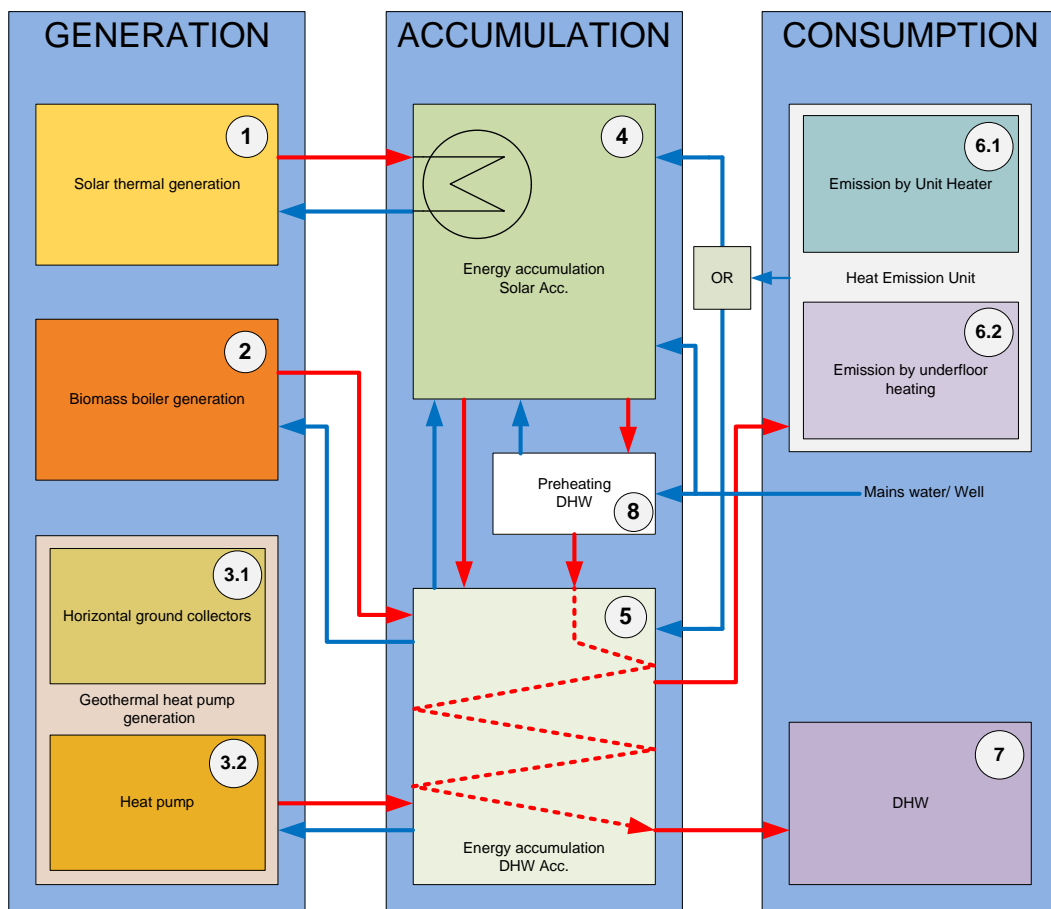 GENERATION
1
Solar thermal generation
2
Biomass boiler generation
3.1
Horizontal ground collectors
Geothermal heat pump
generation
3.2
Heat pump
ACCUMULATION
4
Energy accumulation
Solar Acc.
Preheating
DHW
8
5
Energy accumulation
DHW Acc.
OR
CONSUMPTION
6.1
Emission by Unit Heater
Heat Emission Unit
6.2
Emission by underfloor
heating
Mains water/ Well
7
DHW